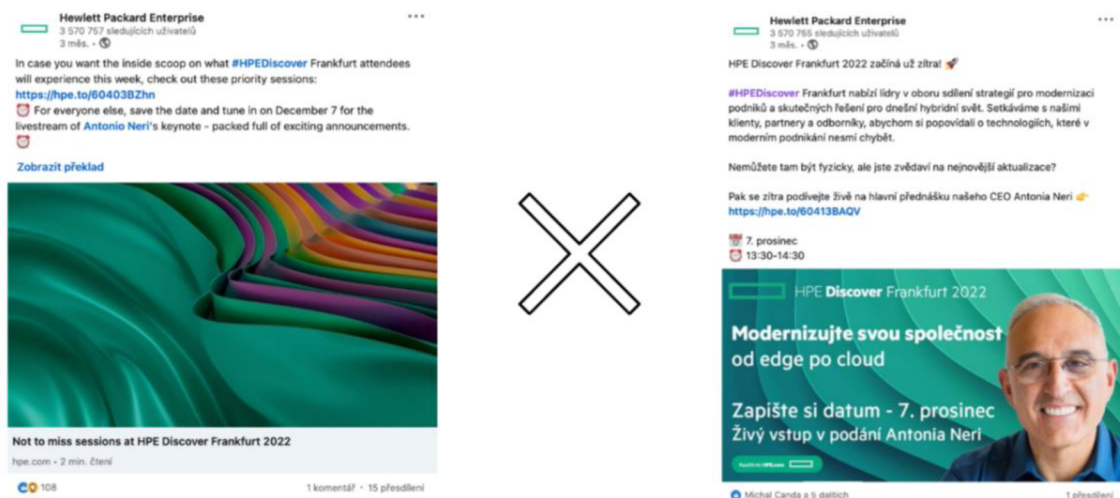 Hewlett Packard Enterprise
3 570 757 sledujících uživatelů
3 měs. •
In case you want the inside scoop on what #HPEDiscover Frankfurt attendees
will experience this week, check out these priority sessions:
https://hpe.to/60403BZhn
⏰ For everyone else, save the date and tune in on December 7 for the
livestream of Antonio Neri's keynote – packed full of exciting announcements.
⏰
Zobrazit překlad
Not to miss sessions at HPE Discover Frankfurt 2022
hpe.com • 2 min. čtení
108
1 komentář • 15 přesdílení
Hewlett Packard Enterprise
3 570 755 sledujících uživatelů
3 měs. •
HPE Discover Frankfurt 2022 začíná už zítra! 🚀
#HPEDiscover Frankfurt nabízí lídry v oboru sdílení strategií pro modernizaci
podniků a skutečných řešení pro dnešní hybridní svět. Setkáváme s našimi
klienty, partnery a odborníky, abychom si popovídali o technologiích, které v
moderním podnikání nesmí chybět.
Nemůžete tam být fyzicky, ale jste zvědaví na nejnovější aktualizace?
Pak se zítra podívejte živě na hlavní přednášku našeho CEO Antonia Neri 👉
https://hpe.to/60413BAQV
📅 7. prosinec
⏰ 13:30-14:30
HPE Discover Frankfurt 2022
Modernizujte svou společnost
od edge po cloud
Zapište si datum - 7. prosinec
Živý vstup v podání Antonia Neri
Michal Canda a 5 dalších
1 přesdílení